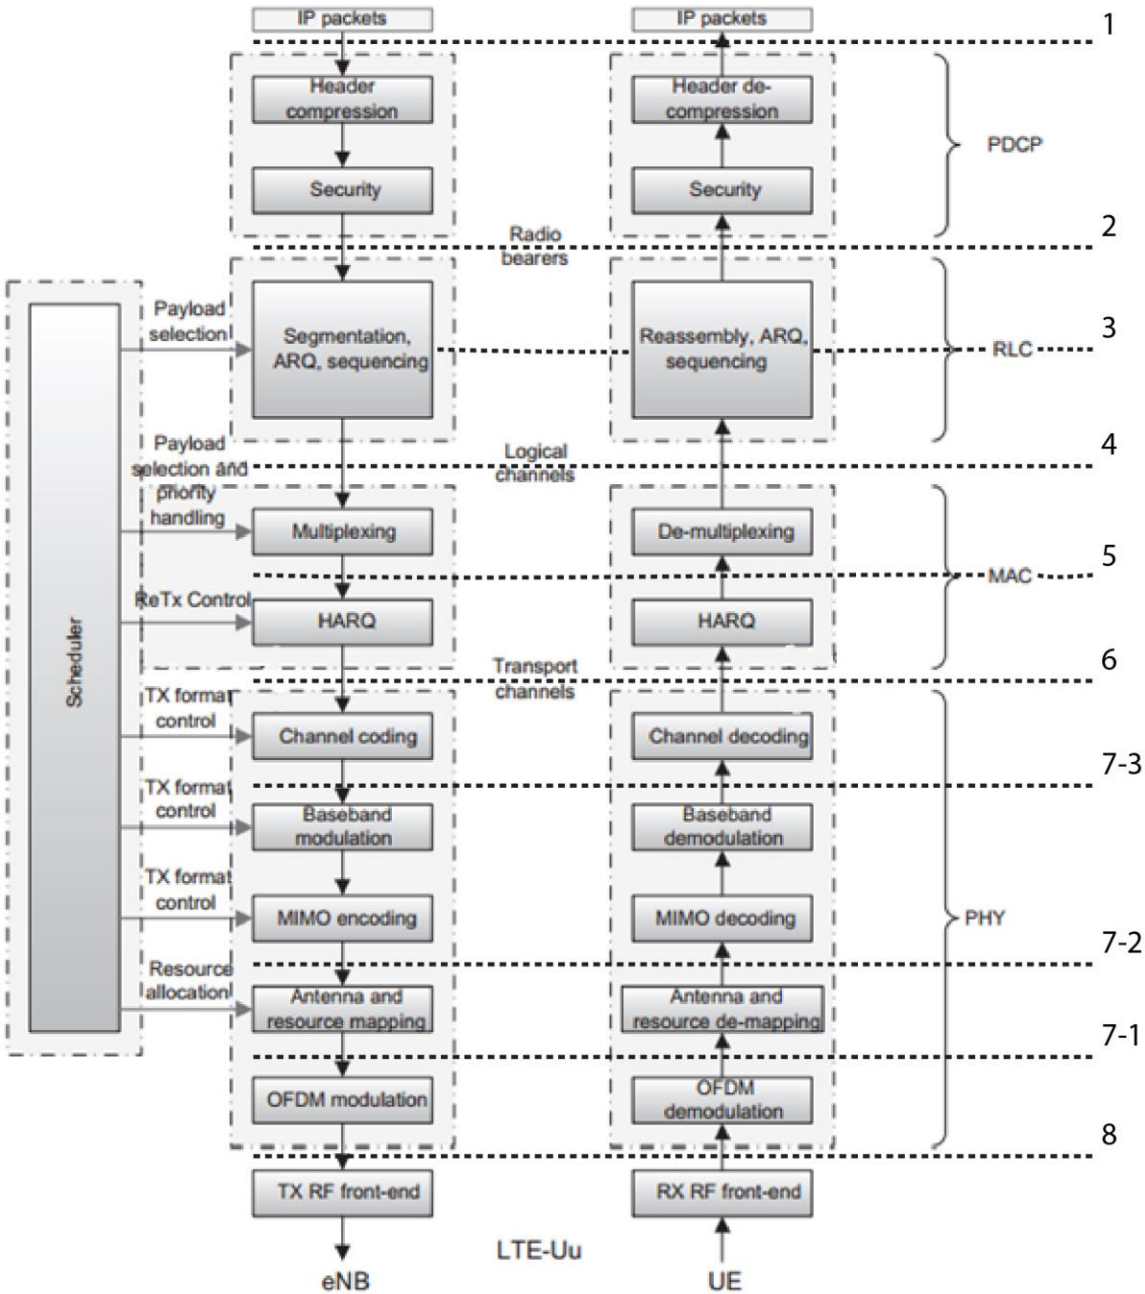 IP packets
IP packets
1
Header
compression
Header de-
compression
PDCP
Security
Security
2
Radio
bearers
Payload
selection
Segmentation,
ARQ, sequencing
Reassembly, ARQ,
sequencing
3
RLC
Payload
selection and
priority
handling
Logical
channels
4
Multiplexing
De-multiplexing
5
MAC
ReTx Control
HARQ
HARQ
Scheduler
6
Transport
channels
TX format
control
Channel coding
Channel decoding
7-3
TX format
control
Baseband
modulation
Baseband
demodulation
TX format
control
MIMO encoding
MIMO decoding
PHY
7-2
Resource
allocation
Antenna and
resource mapping
Antenna and
resource de-mapping
7-1
OFDM modulation
OFDM
demodulation
8
TX RF front-end
RX RF front-end
LTE-Uu
eNB
UE